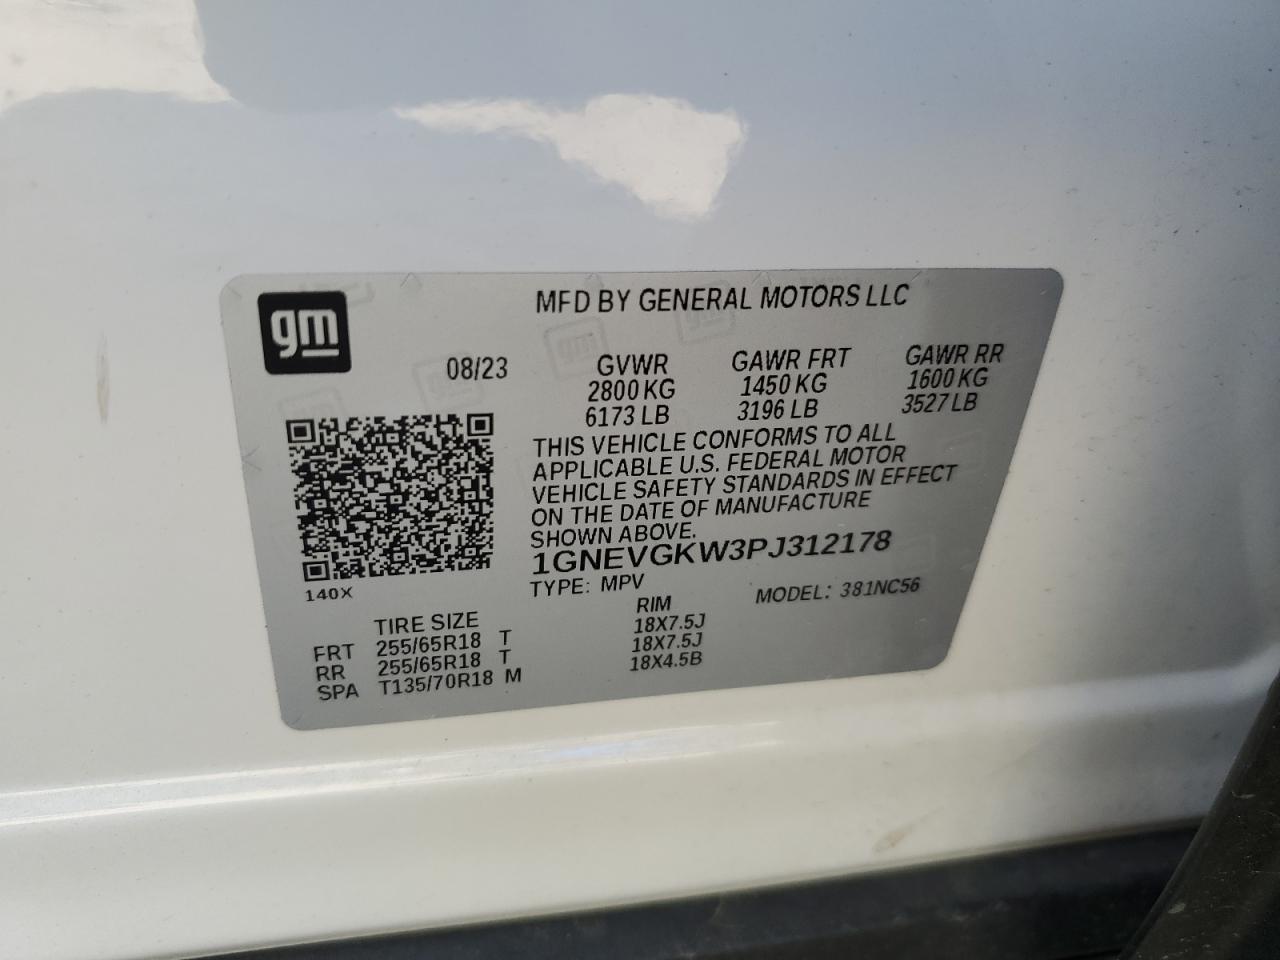 gm
MFD BY GENERAL MOTORS LLC
08/23 GVWR GAWR FRT GAWR RR
2800 KG 1450 KG 1600 KG
6173 LB 3196 LB 3527 LB
THIS VEHICLE CONFORMS TO ALL
APPLICABLE U.S. FEDERAL MOTOR
VEHICLE SAFETY STANDARDS IN EFFECT
ON THE DATE OF MANUFACTURE
SHOWN ABOVE.
1GNEVGKW3PJ312178
TYPE: MPV MODEL: 381NC56
140X
TIRE SIZE RIM
FRT 255/65R18 T 18X7.5J
RR 255/65R18 T 18X7.5J
SPA T135/70R18 M 18X4.5B